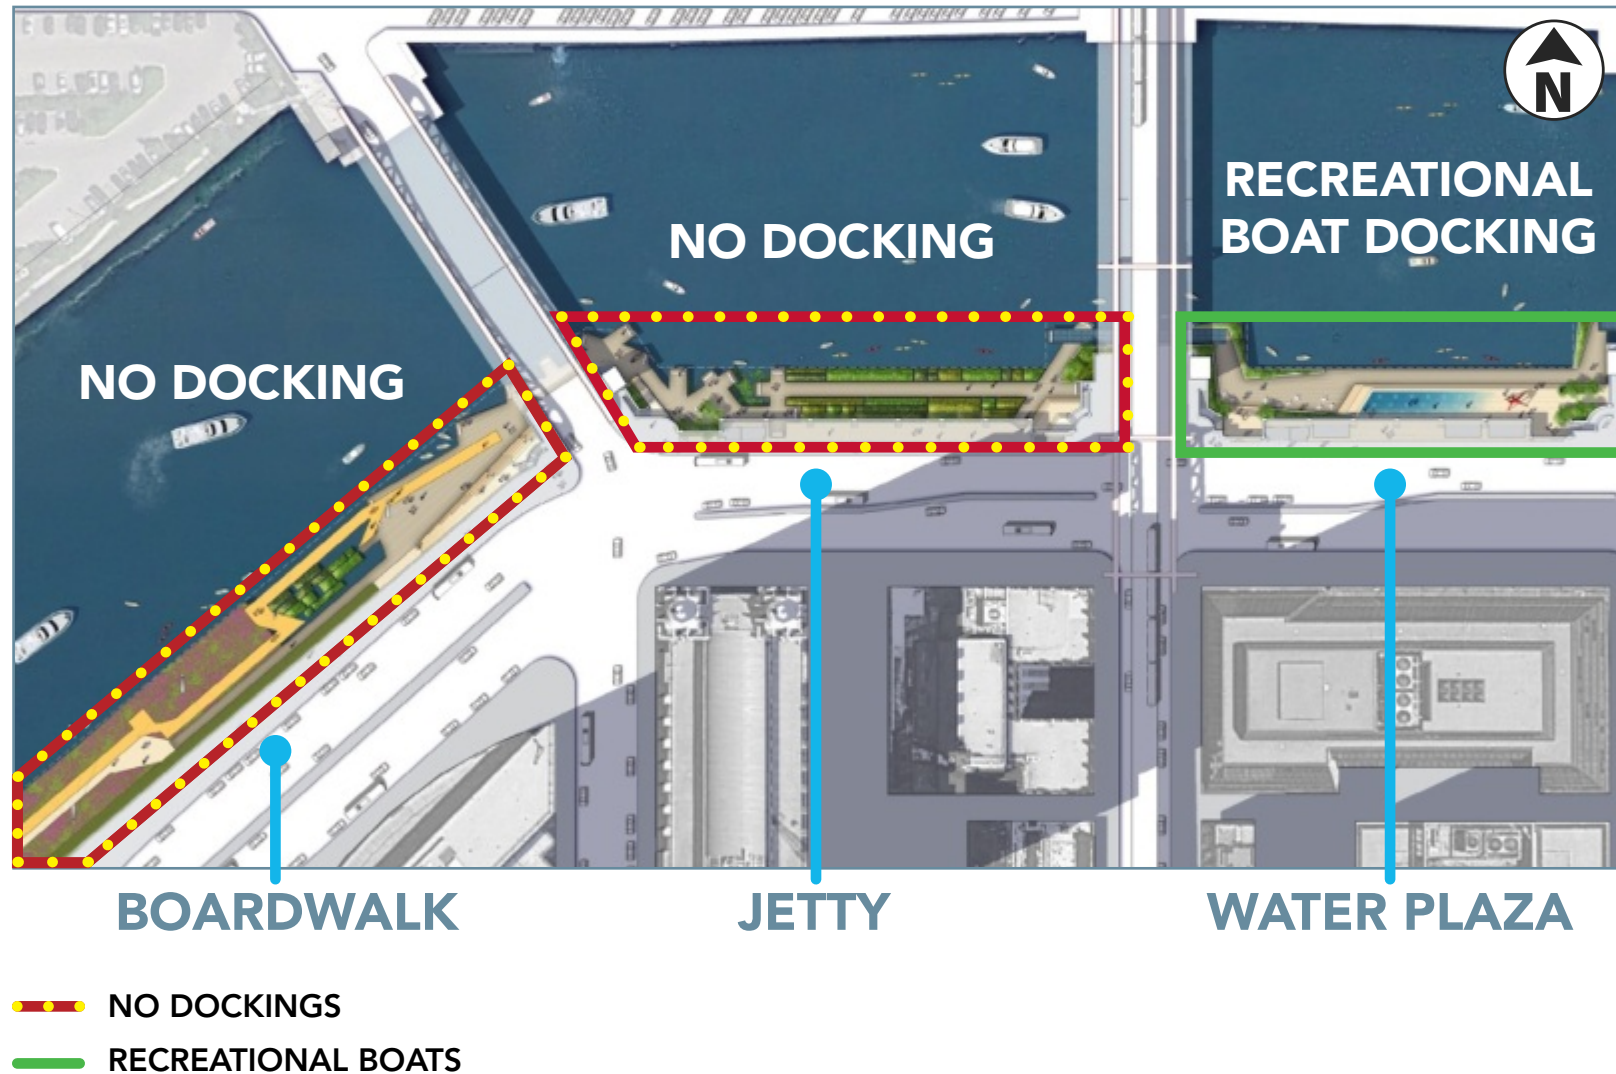 N
RECREATIONAL
BOAT DOCKING
NO DOCKING
NO DOCKING
BOARDWALK
JETTY
WATER PLAZA
NO DOCKINGS
RECREATIONAL BOATS